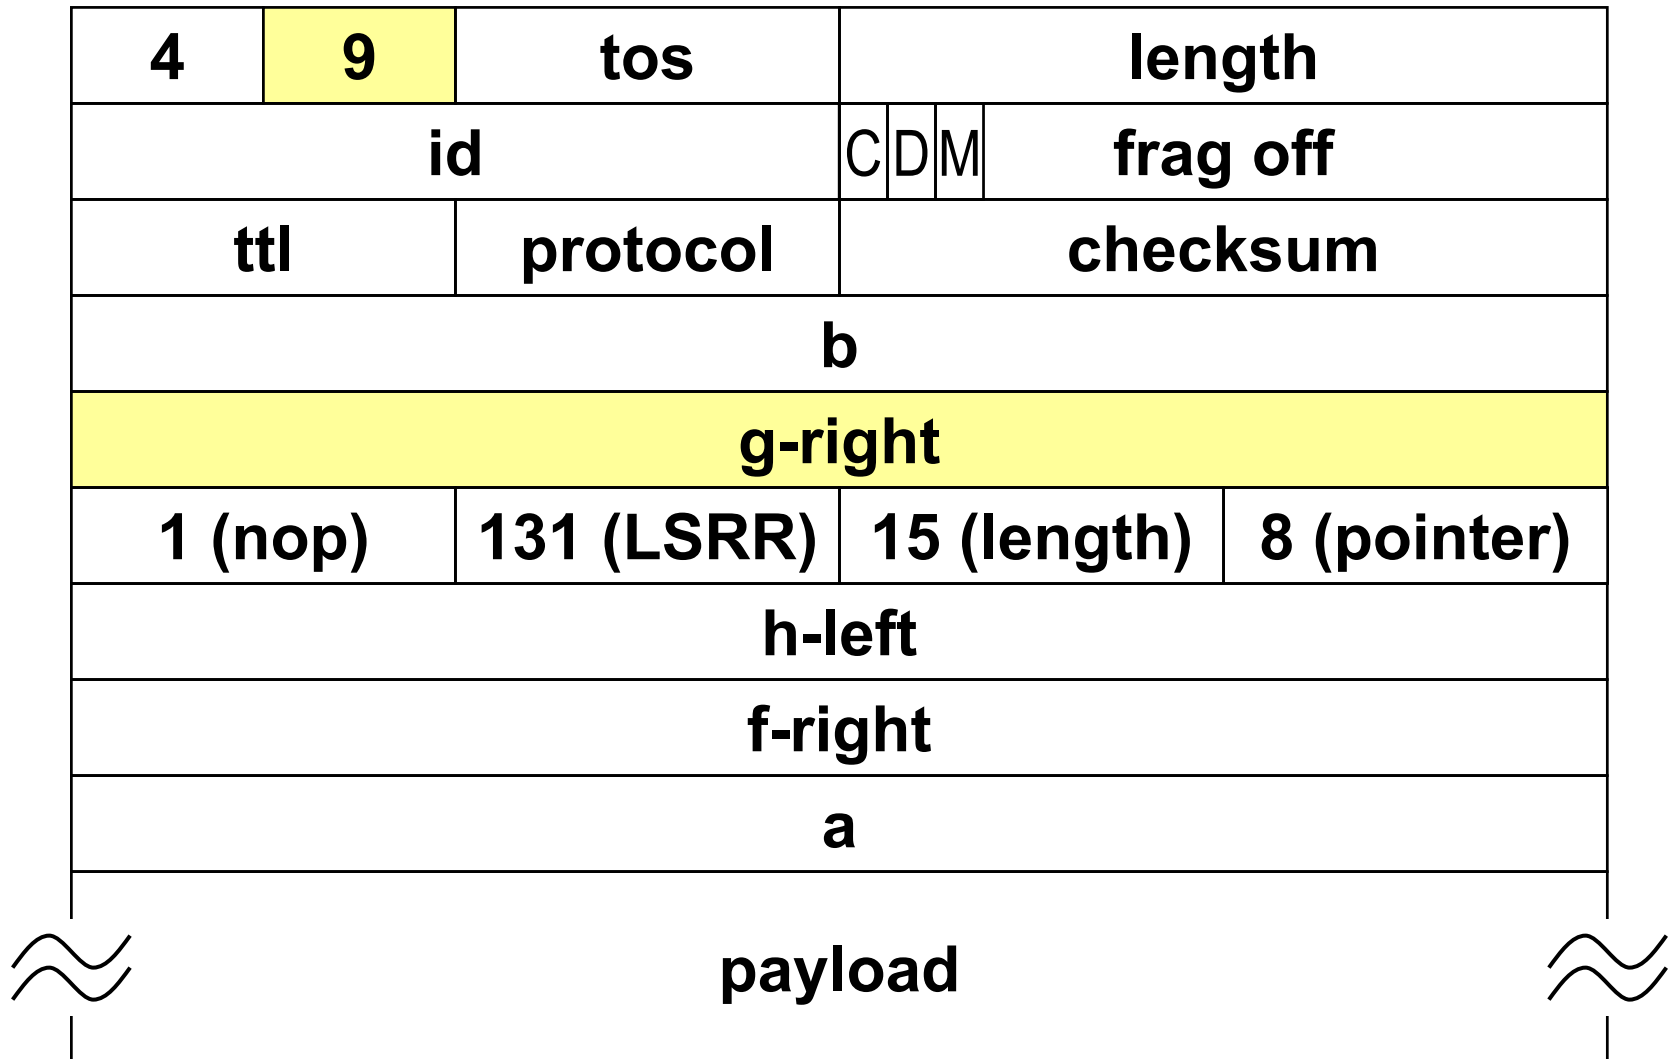 4 9 tos length
id C D M frag off
ttl protocol checksum
b
g-right
1 (nop) 131 (LSRR) 15 (length) 8 (pointer)
h-left
f-right
a
payload